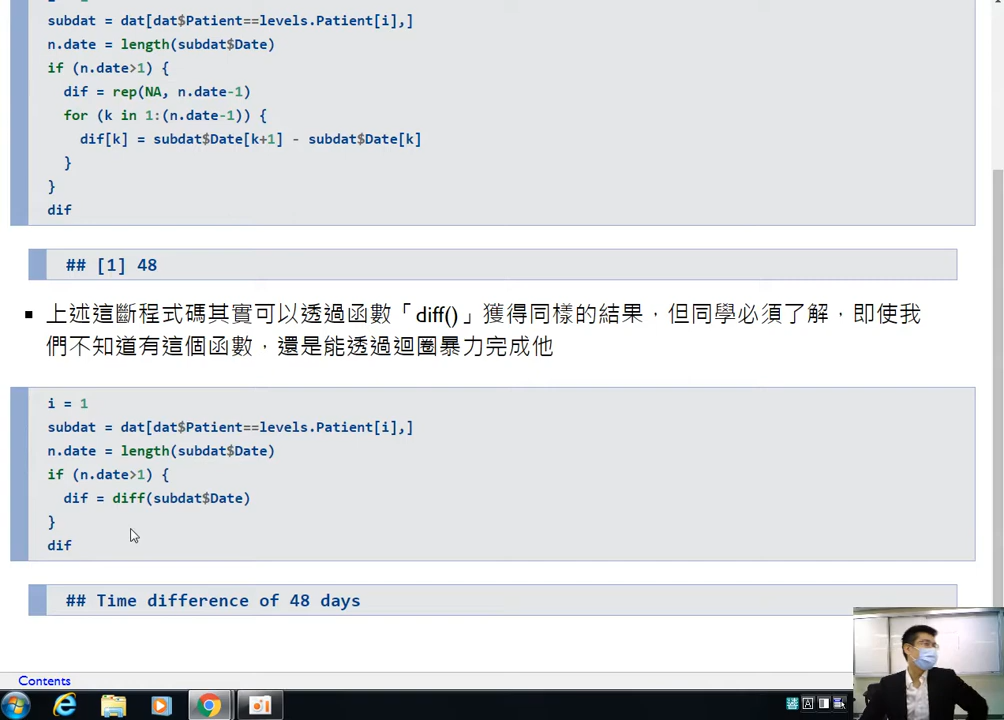 subdat = dat[dat$Patient==levels.Patient[i],]
n.date = length(subdat$Date)
if (n.date>1) {
dif = rep(NA, n.date-1)
for (k in 1:(n.date-1)) {
dif[k] = subdat$Date[k+1] - subdat$Date[k]
}
}
dif
## [1] 48
▪ 上述這斷程式碼其實可以透過函數「diff()」獲得同樣的結果，但同學必須了解，即使我
們不知道有這個函數，還是能透過迴圈暴力完成他
i = 1
subdat = dat[dat$Patient==levels.Patient[i],]
n.date = length(subdat$Date)
if (n.date>1) {
dif = diff(subdat$Date)
}
dif
## Time difference of 48 days
Contents